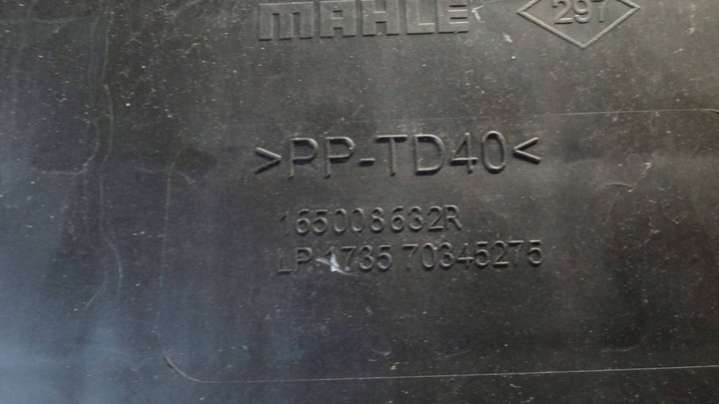 MAHLE 297
>PP-TD40<
165008632R
LP 1735 70345275